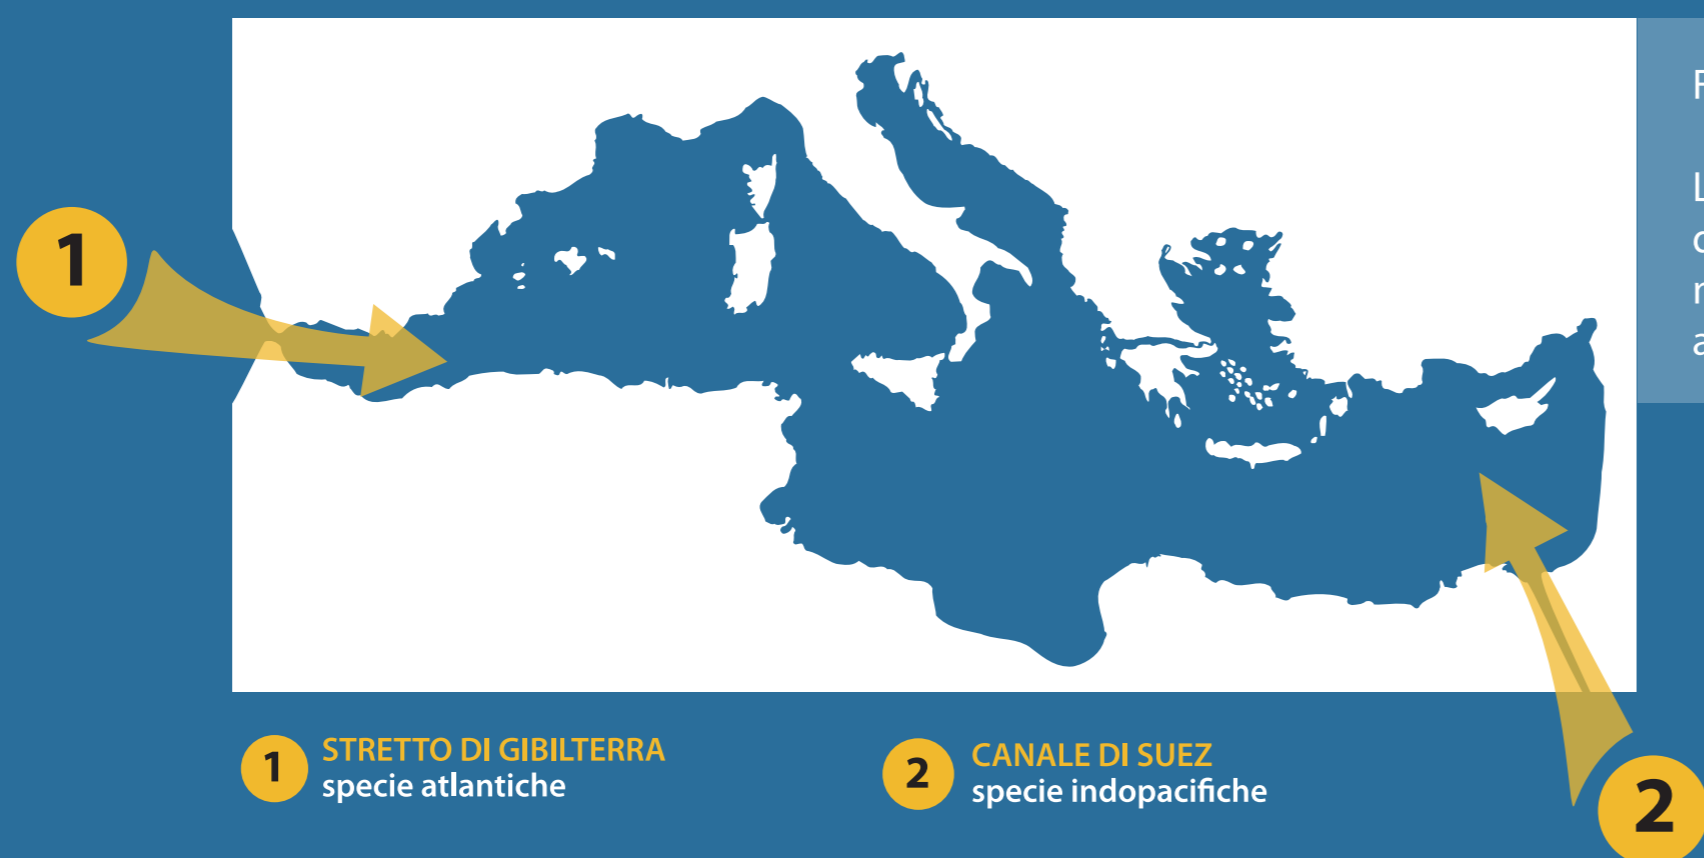 1
2
1 STRETTO DI GIBILTERRA
specie atlantiche
2 CANALE DI SUEZ
specie indopacifiche